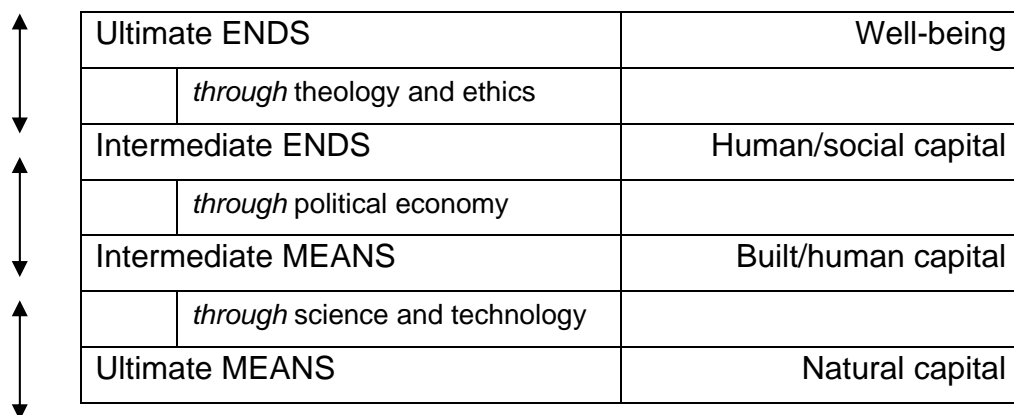 Ultimate ENDS Well-being
through theology and ethics
Intermediate ENDS Human/social capital
through political economy
Intermediate MEANS Built/human capital
through science and technology
Ultimate MEANS Natural capital